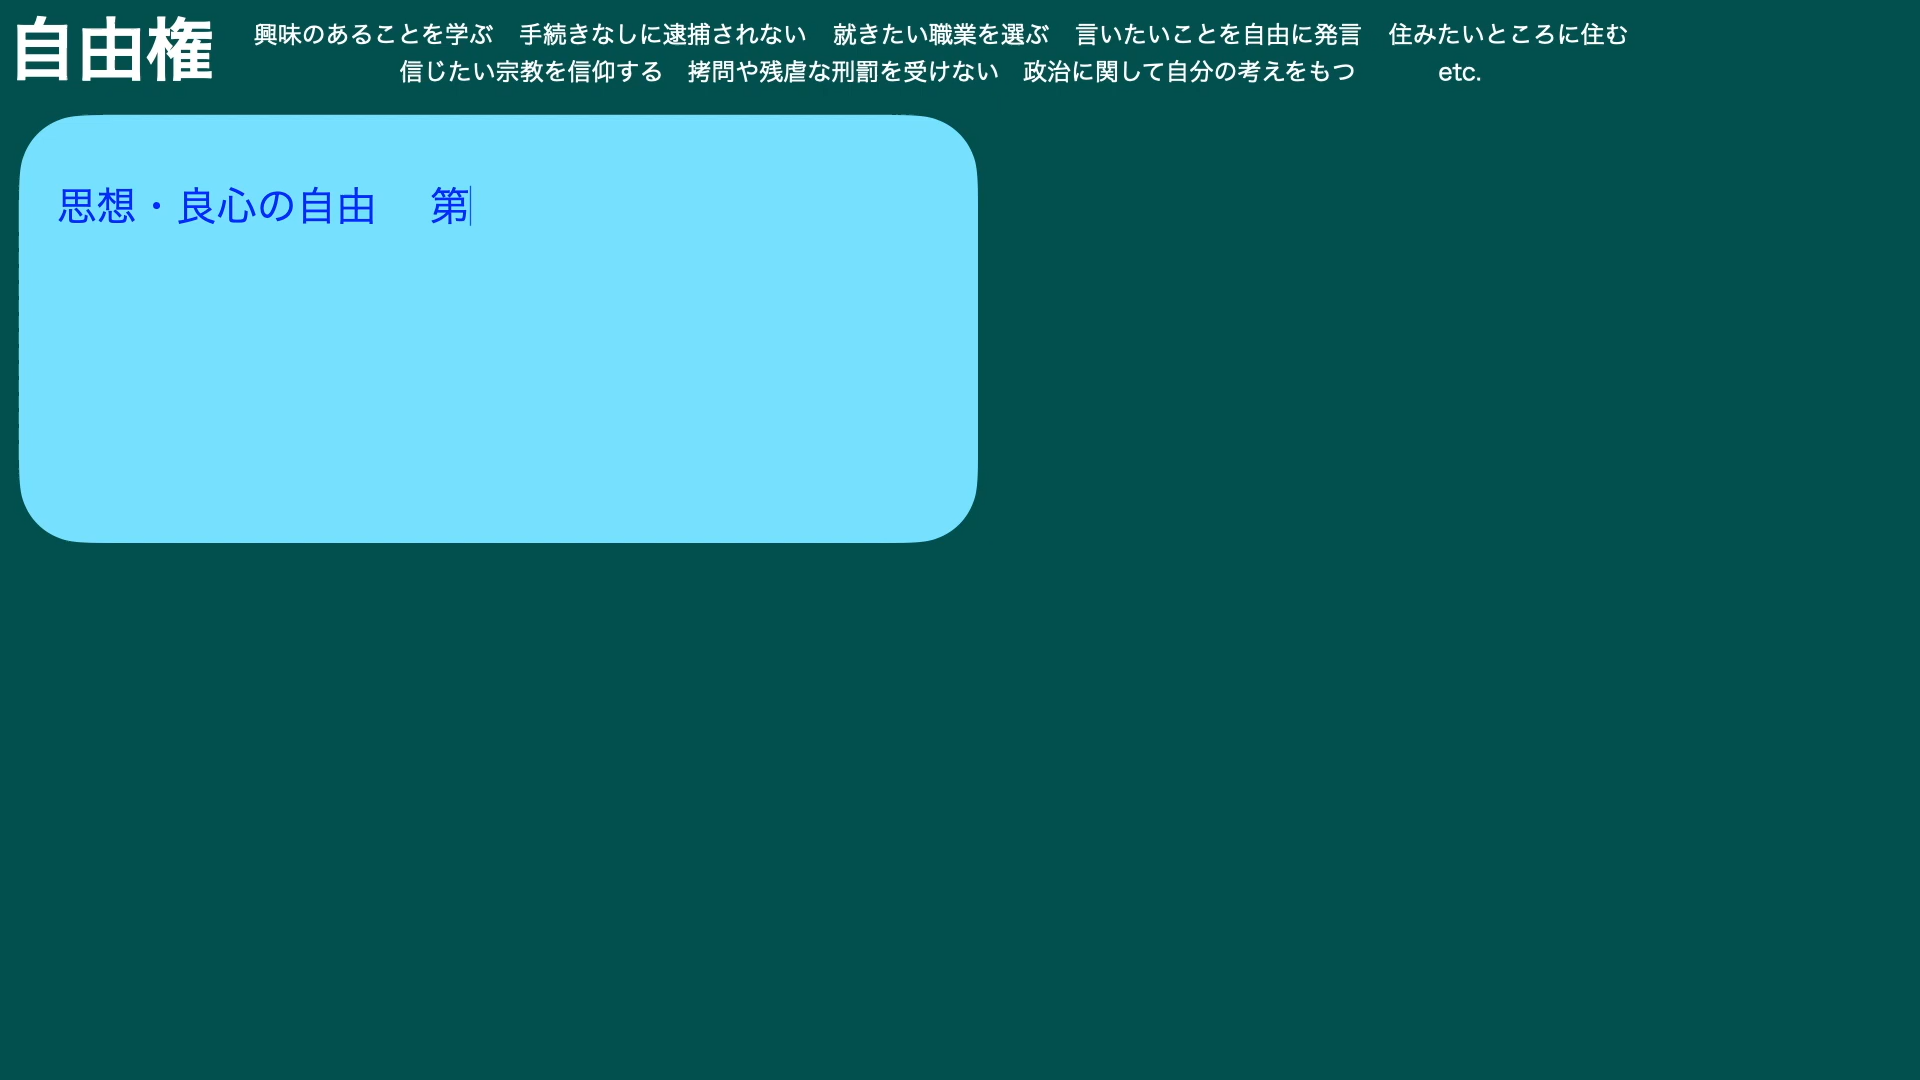 自由権
興味のあることを学ぶ　手続きなしに逮捕されない　就きたい職業を選ぶ　言いたいことを自由に発言　住みたいところに住む
信じたい宗教を信仰する　拷問や残虐な刑罰を受けない　政治に関して自分の考えをもつ　　　etc.
思想・良心の自由　第